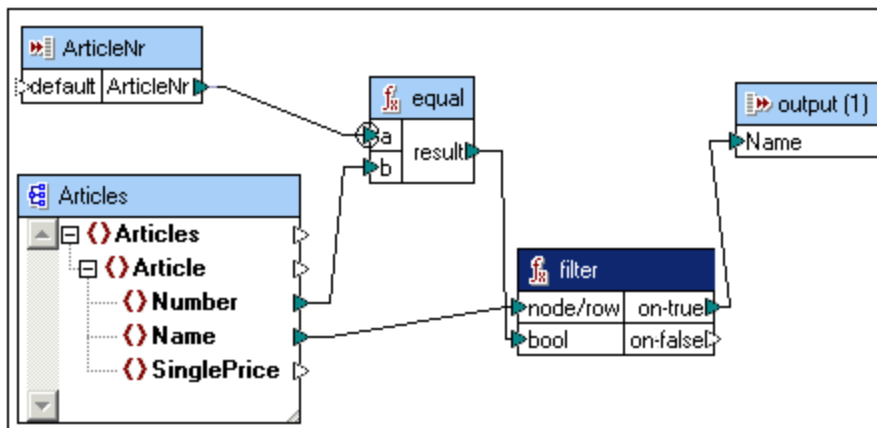 ArticleNr
default ArticleNr
equal
a
result
b
output (1)
Name
Articles
Articles
Article
Number
Name
SinglePrice
filter
node/row on-true
bool on-false